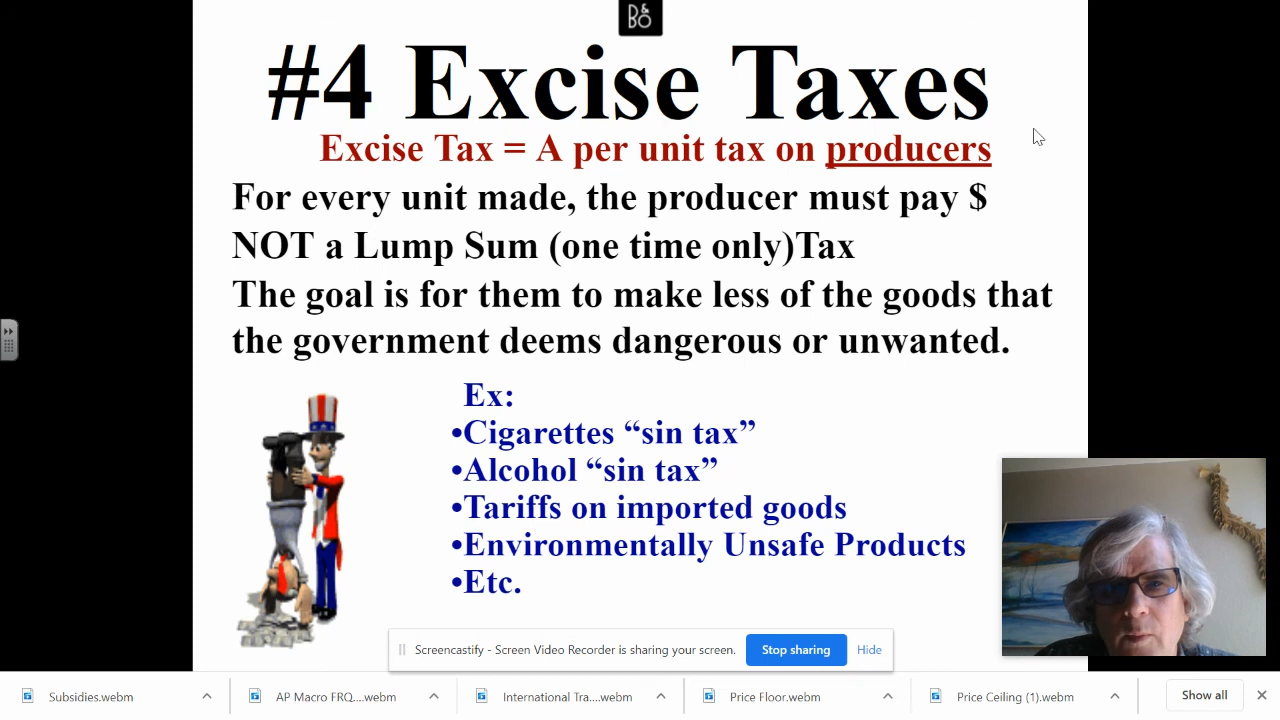 B&O
#4 Excise Taxes
Excise Tax = A per unit tax on producers
For every unit made, the producer must pay $
NOT a Lump Sum (one time only)Tax
The goal is for them to make less of the goods that
the government deems dangerous or unwanted.
Ex:
•Cigarettes “sin tax”
•Alcohol “sin tax”
•Tariffs on imported goods
•Environmentally Unsafe Products
•Etc.
Screencastify - Screen Video Recorder is sharing your screen.
Stop sharing
Hide
Subsidies.webm
AP Macro FRQ....webm
International Tra....webm
Price Floor.webm
Price Ceiling (1).webm
Show all